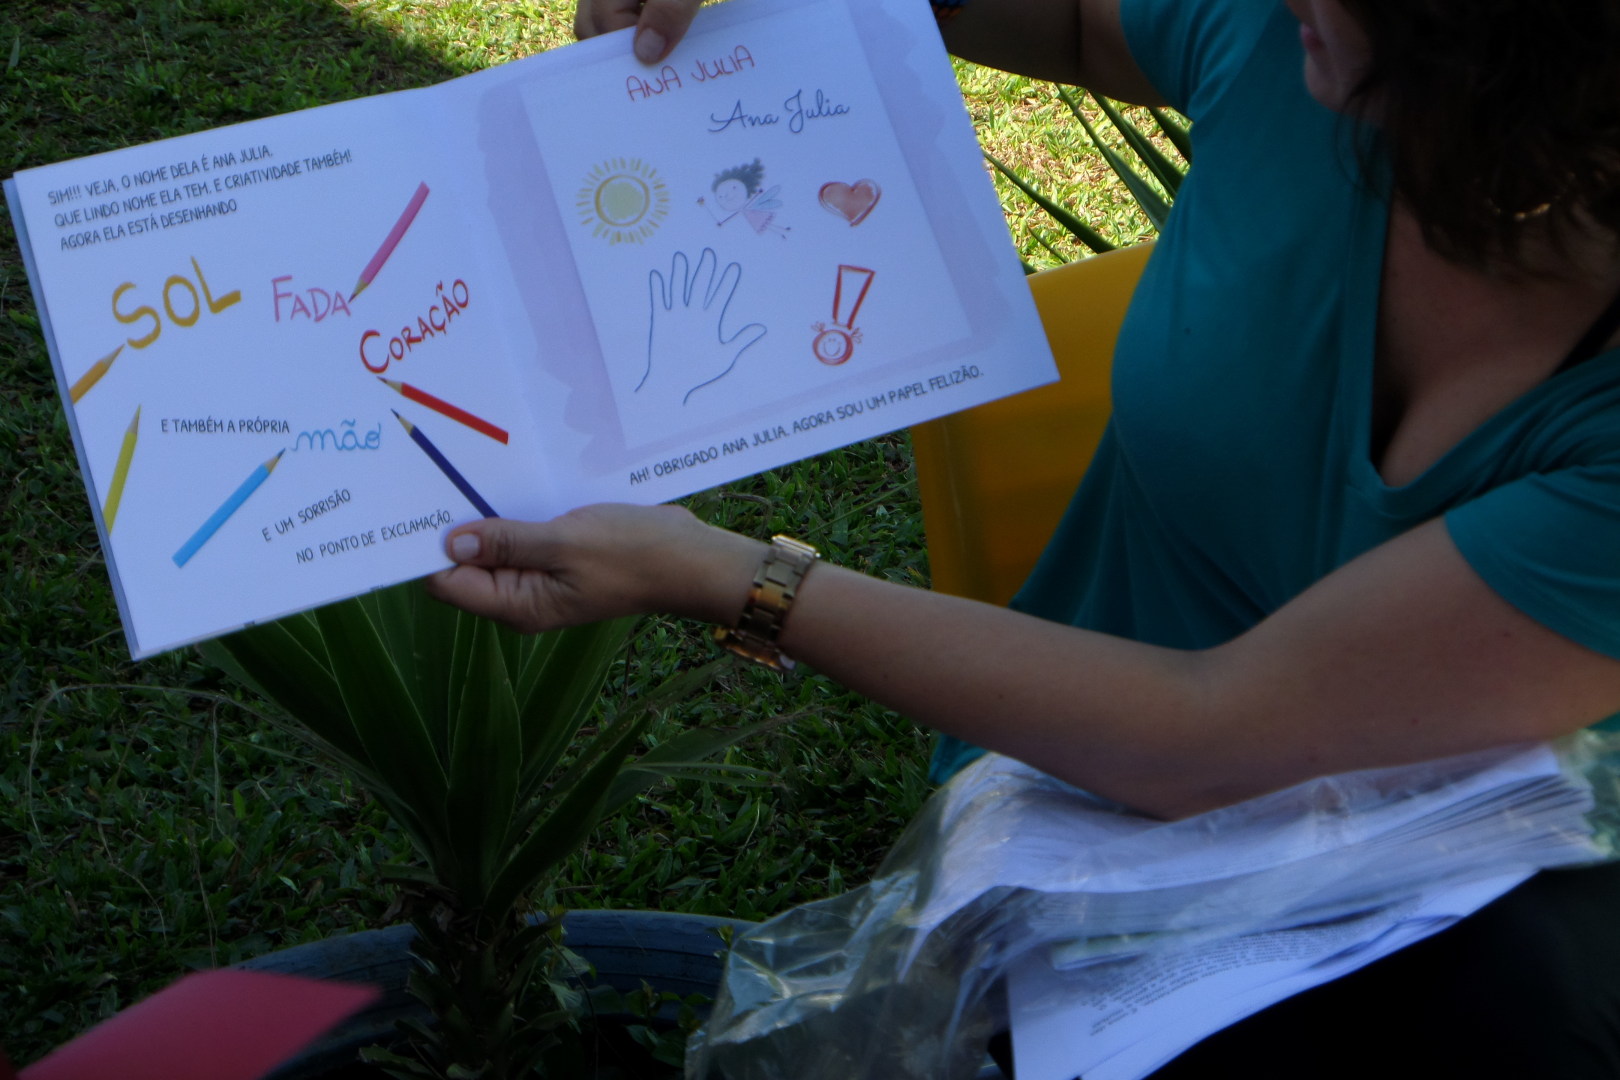 SIM!!! VEJA, O NOME DELA É ANA JULIA.
QUE LINDO NOME ELA TEM. E CRIATIVIDADE TAMBÉM!
AGORA ELA ESTÁ DESENHANDO
SOL
FADA
CORAÇÃO
E TAMBÉM A PRÓPRIA
mão
E UM SORRISÃO
NO PONTO DE EXCLAMAÇÃO.
ANA JULIA
Ana Julia
AH! OBRIGADO ANA JULIA. AGORA SOU UM PAPEL FELIZÃO.